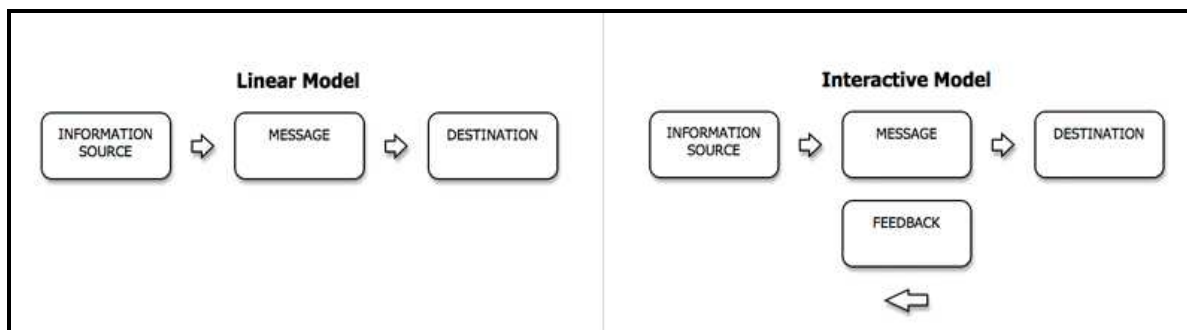 Linear Model
INFORMATION
SOURCE
MESSAGE
DESTINATION
Interactive Model
INFORMATION
SOURCE
MESSAGE
DESTINATION
FEEDBACK